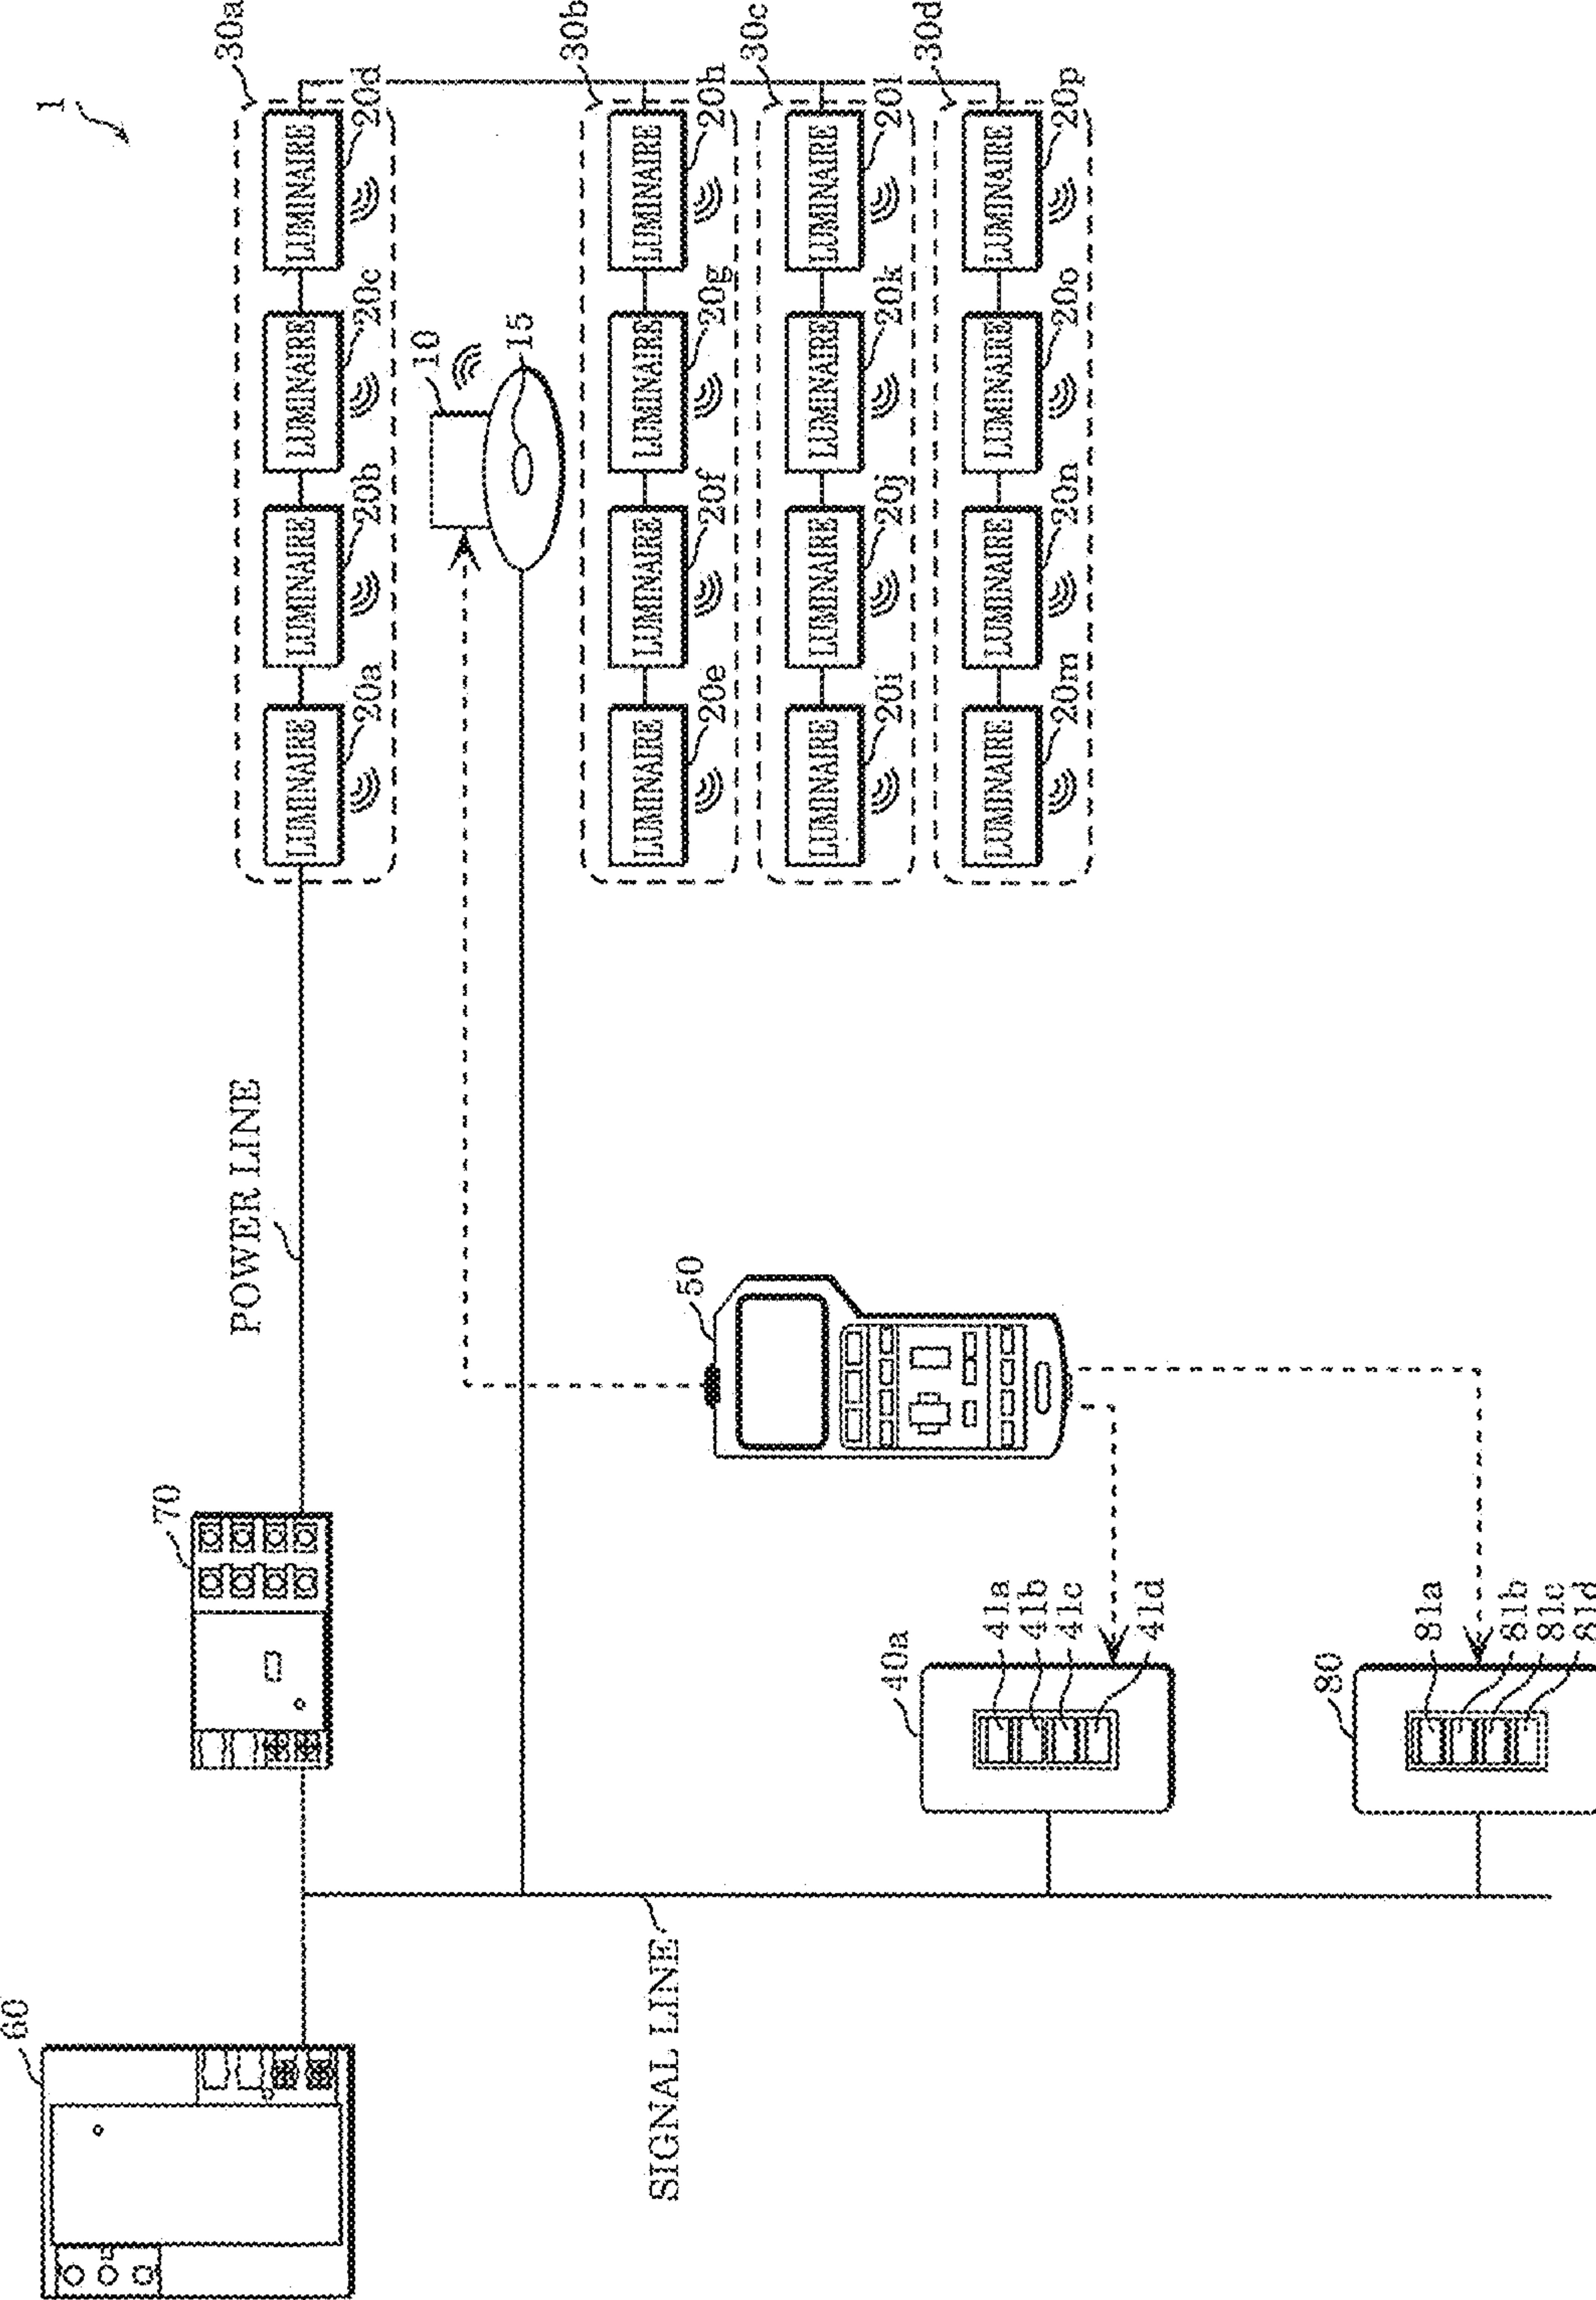 1
60
70
POWER LINE
SIGNAL LINE
30a
LUMINAIRE
LUMINAIRE
LUMINAIRE
LUMINAIRE
20a
20b
20c
20d
10
15
30b
LUMINAIRE
LUMINAIRE
LUMINAIRE
LUMINAIRE
20e
20f
20g
20h
30c
LUMINAIRE
LUMINAIRE
LUMINAIRE
LUMINAIRE
20i
20j
20k
20l
30d
LUMINAIRE
LUMINAIRE
LUMINAIRE
LUMINAIRE
20m
20n
20o
20p
50
40a
41a
41b
41c
41d
80
81a
81b
81c
81d